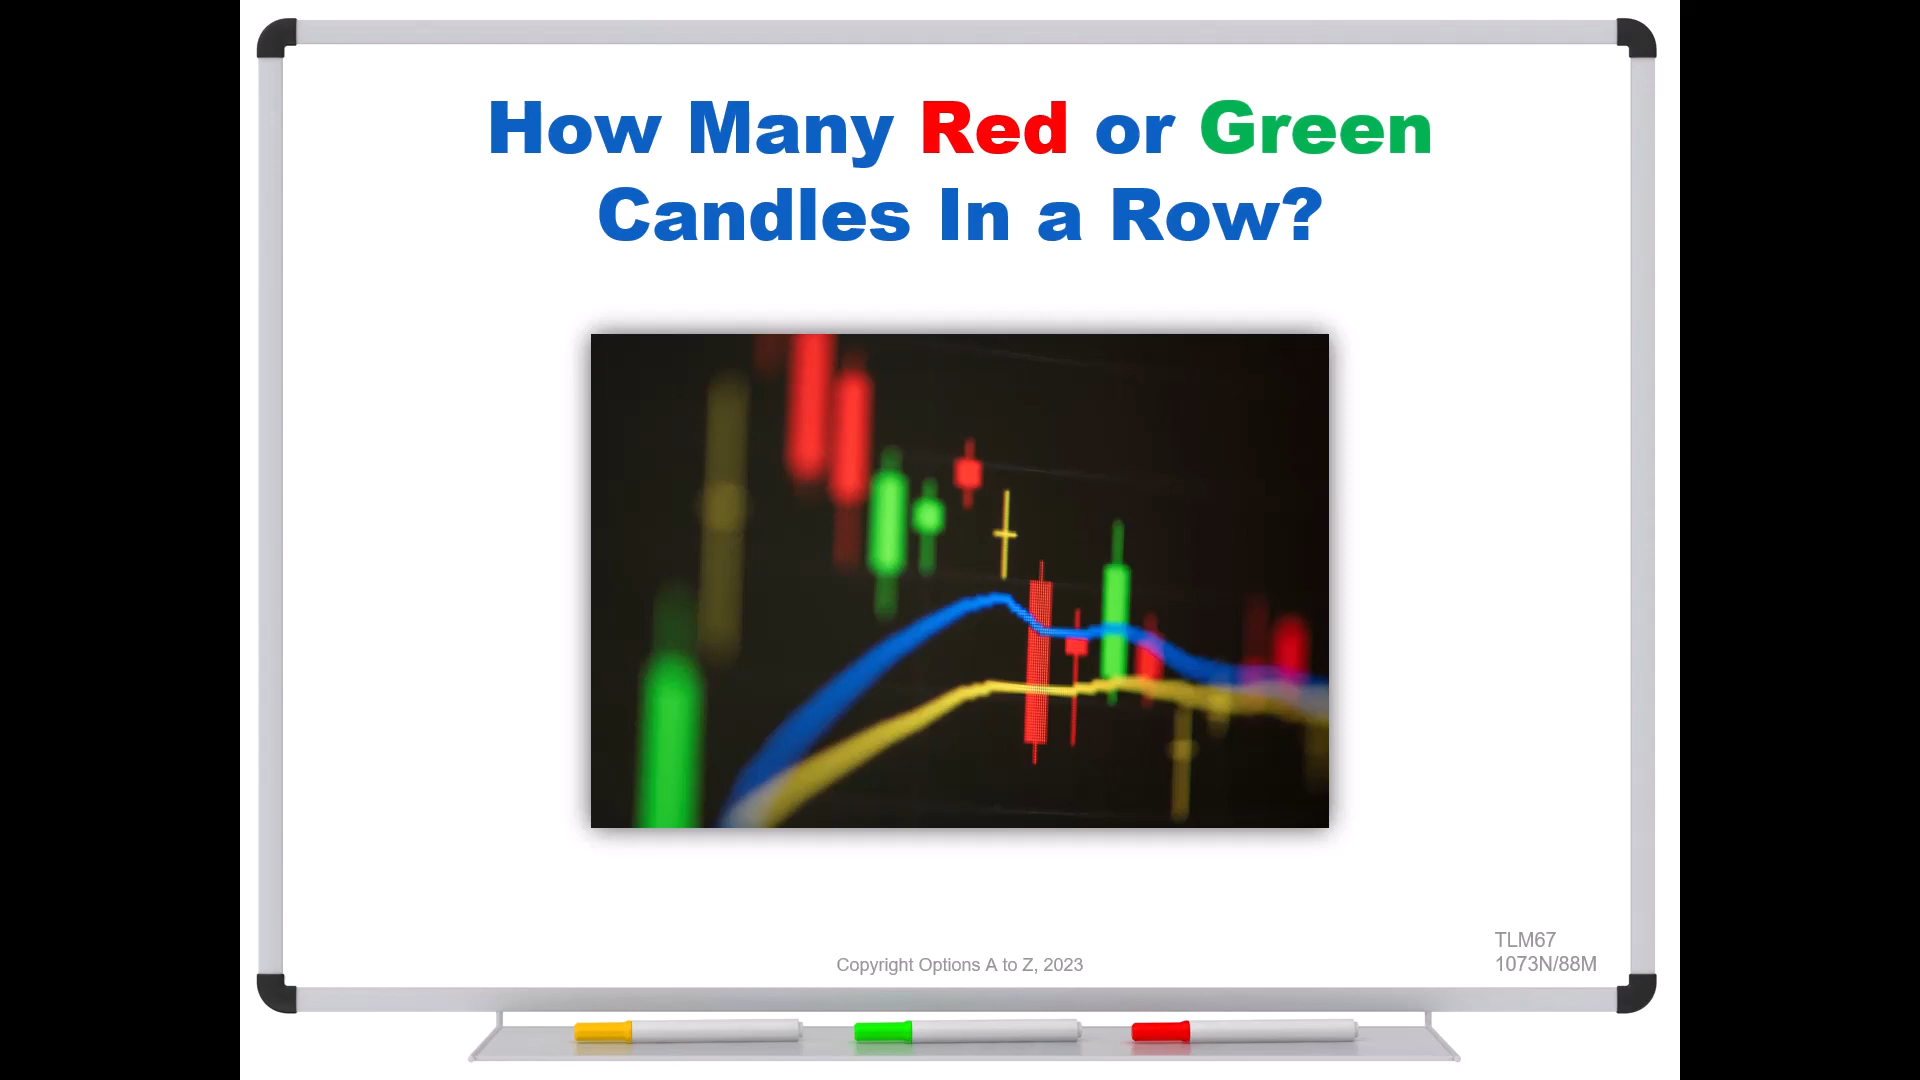 How Many Red or Green
Candles In a Row?
Copyright Options A to Z, 2023
TLM67
1073N/88M